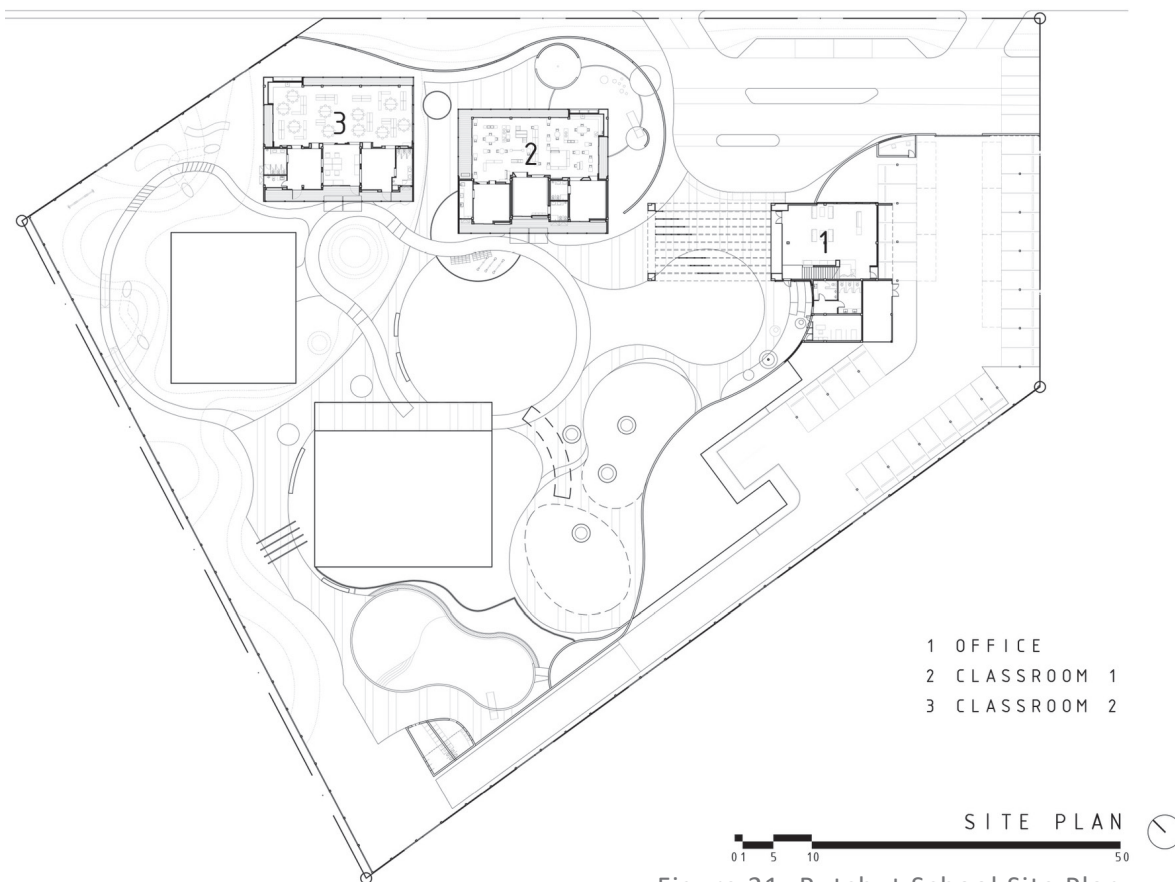 3
2
1
1 OFFICE
2 CLASSROOM 1
3 CLASSROOM 2
SITE PLAN
0 1 5 10 50